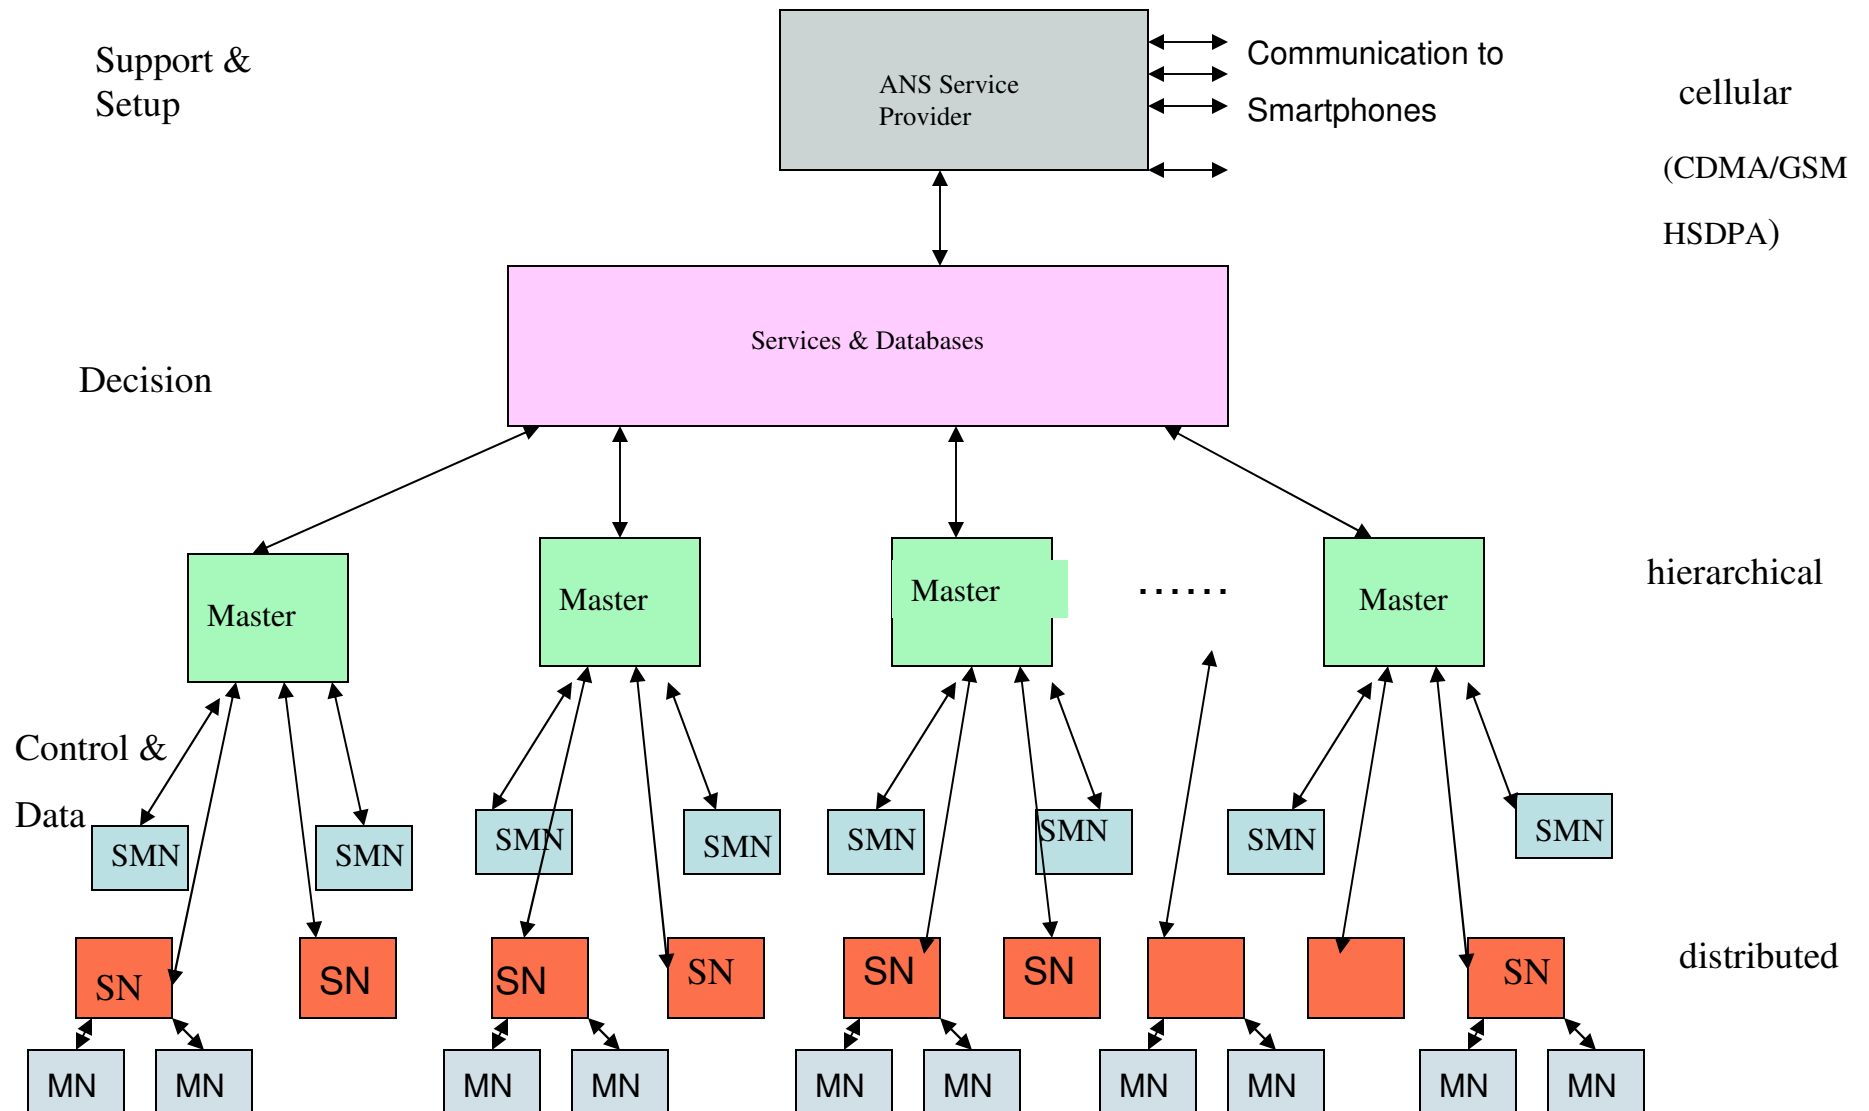 Support &
Setup
ANS Service
Provider
Communication to
Smartphones
cellular
(CDMA/GSM
HSDPA)
Services & Databases
Decision
Master
Master
Master
......
Master
hierarchical
Control &
Data
SMN
SMN
SMN
SMN
SMN
SMN
SMN
SMN
SN
SN
SN
SN
SN
SN
SN
distributed
MN
MN
MN
MN
MN
MN
MN
MN
MN
MN